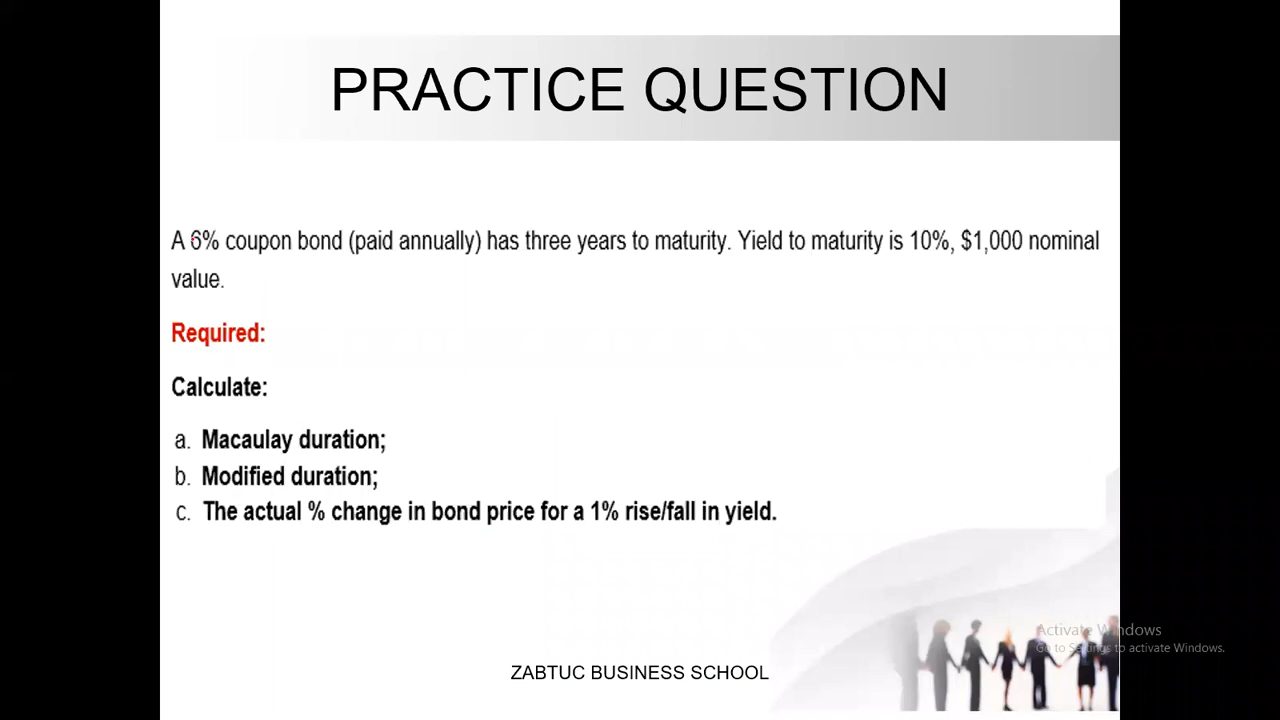 PRACTICE QUESTION
A 6% coupon bond (paid annually) has three years to maturity. Yield to maturity is 10%, $1,000 nominal
value.
Required:
Calculate:
a. Macaulay duration;
b. Modified duration;
c. The actual % change in bond price for a 1% rise/fall in yield.
Activate Windows
Go to Settings to activate Windows.
ZABTUC BUSINESS SCHOOL